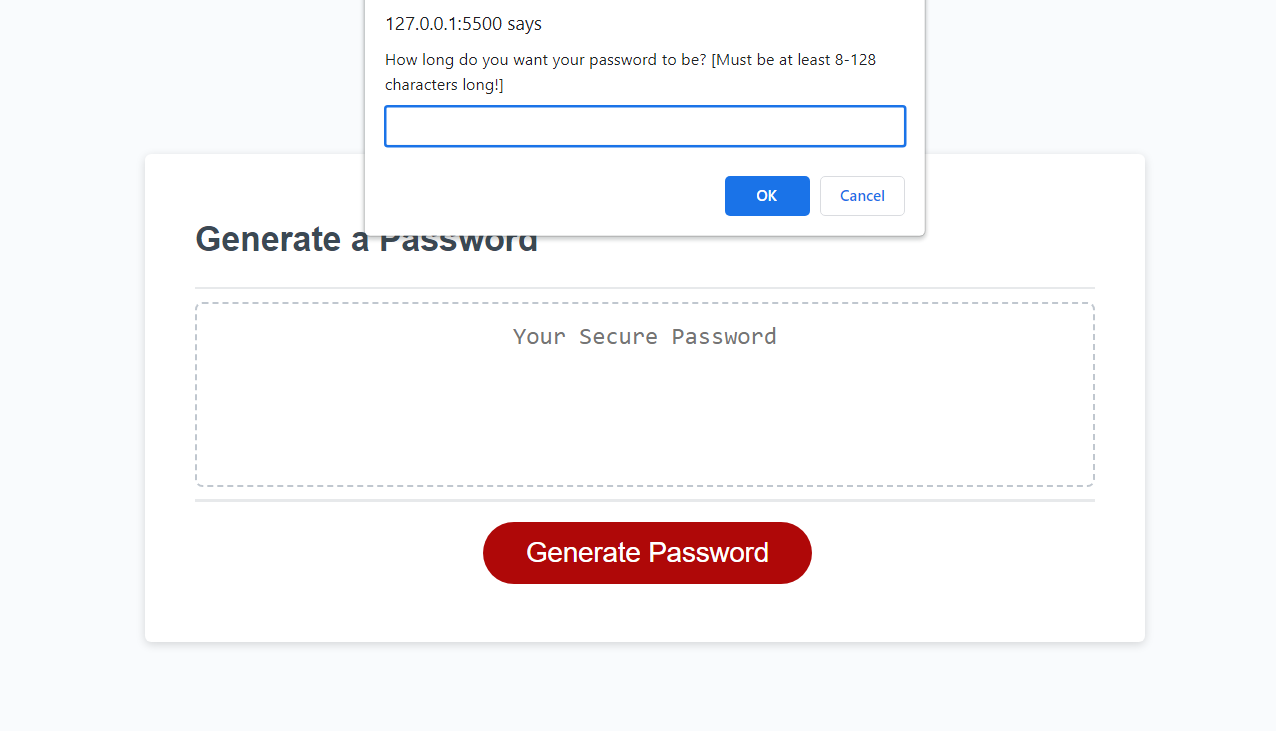 127.0.0.1:5500 says
How long do you want your password to be? [Must be at least 8-128
characters long!]
OK
Cancel
Generate a Password
Your Secure Password
Generate Password